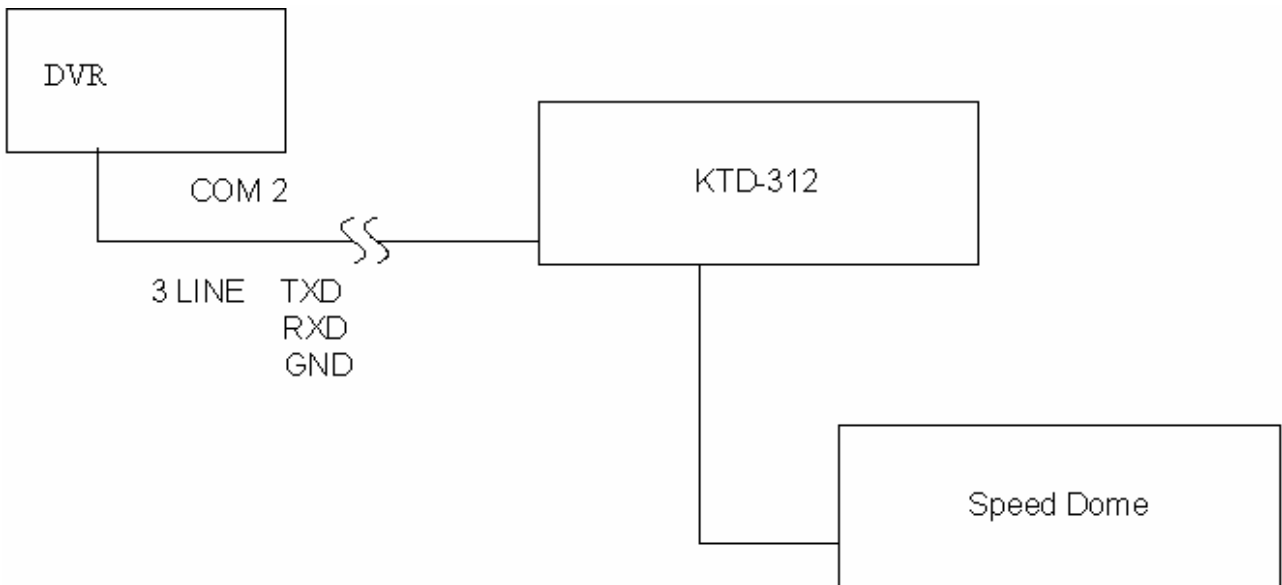 DVR
KTD-312
COM 2
3 LINE TXD
RXD
GND
Speed Dome